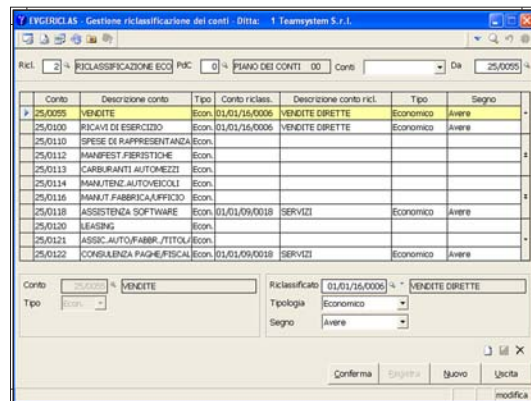 EVGERICLAS - Gestione riclassificazione dei conti - Ditta: 1 Teamsystem S.r.l.
Ricl. 2 RICLASSIFICAZIONE ECO PdC 0 PIANO DEI CONTI 00 Conti Da 25/0055
Conto Descrizione conto Tipo Conto riclass. Descrizione conto ricl. Tipo Segno
25/0055 VENDITE Econ. 01/01/16/0006 VENDITE DIRETTE Economico Avere
25/0100 RICAVI DI ESERCIZIO Econ. 01/01/16/0006 VENDITE DIRETTE Economico Avere
25/0110 SPESE DI RAPPRESENTANZA Econ.
25/0112 MANIFEST.FIERISTICHE Econ.
25/0113 CARBURANTI AUTOMEZZI Econ.
25/0114 MANUTENZ.AUTOVEICOLI Econ.
25/0116 MANUT.FABBRICA/UFFICIO Econ.
25/0118 ASSISTENZA SOFTWARE Econ. 01/01/09/0018 SERVIZI Economico Avere
25/0120 LEASING Econ.
25/0121 ASSIC.AUTO/FABBR./TITOL/ Econ.
25/0122 CONSULENZA PAGHE/FISCAL Econ. 01/01/09/0018 SERVIZI Economico Avere
Conto 25/0055 VENDITE Riclassificato 01/01/16/0006 VENDITE DIRETTE
Tipo Econ. Tipologia Economico
Segno Avere
Conferma Registra Nuovo Uscita
modifica